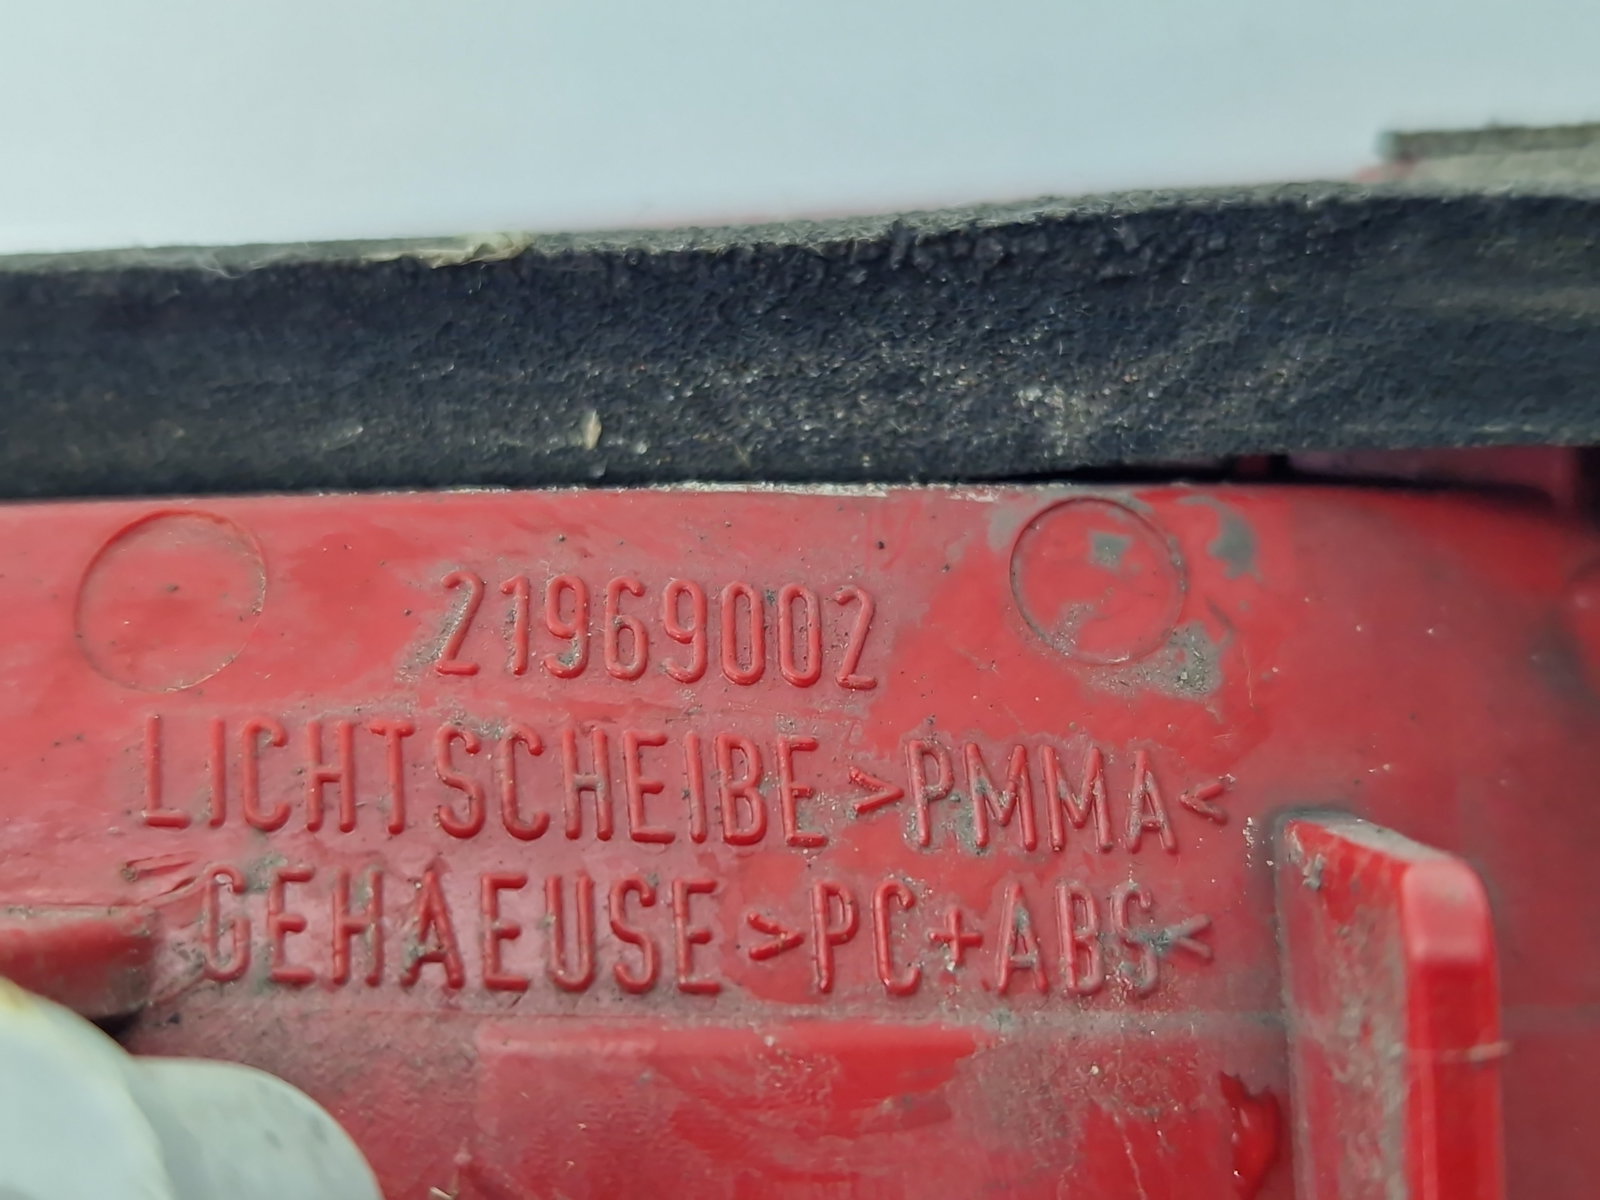 21969002
LICHTSCHEIBE >PMMA<
GEHAEUSE >PC+ABS<